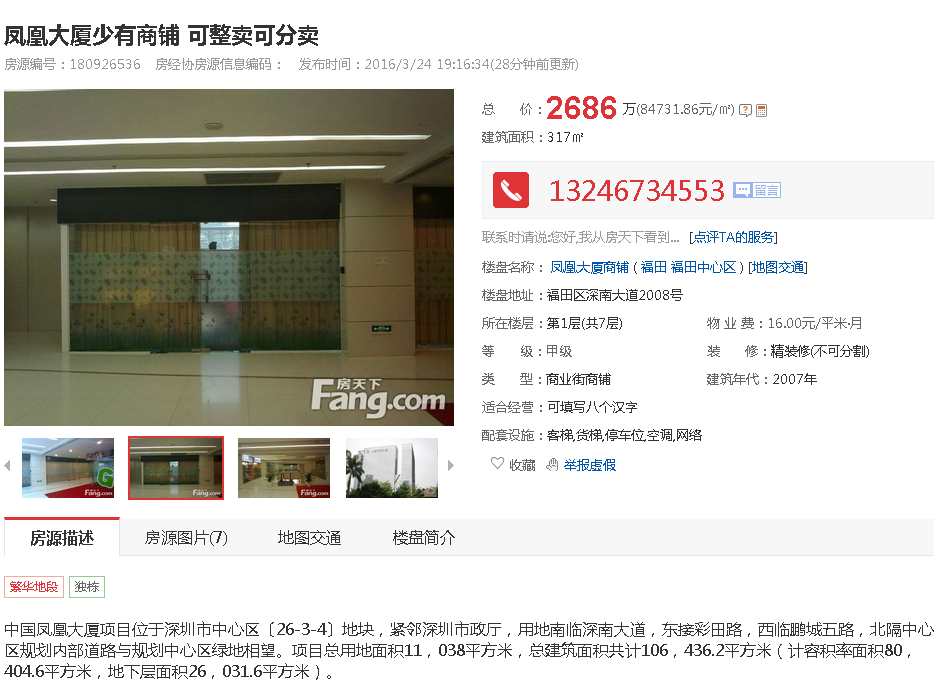 凤凰大厦少有商铺 可整卖可分卖
房源编号：180926536 房经协房源信息编码： 发布时间：2016/3/24 19:16:34(28分钟前更新)
总 价：2686 万(84731.86元/㎡)
建筑面积：317㎡
13246734553 留言
联系时请说:您好,我从房天下看到... [点评TA的服务]
楼盘名称：凤凰大厦商铺 ( 福田 福田中心区 ) [地图交通]
楼盘地址：福田区深南大道2008号
所在楼层：第1层(共7层) 物 业 费：16.00元/平米·月
等 级：甲级 装 修：精装修(不可分割)
类 型：商业街商铺 建筑年代：2007年
适合经营：可填写八个汉字
配套设施：客梯,货梯,停车位,空调,网络
收藏 举报虚假
房天下
Fang.com
Fang.com
Fang.com
Fang.com
Fang.com
房源描述 房源图片(7) 地图交通 楼盘简介
繁华地段 独栋
中国凤凰大厦项目位于深圳市中心区〔26-3-4〕地块，紧邻深圳市政厅，用地南临深南大道，东接彩田路，西临鹏城五路，北隔中心
区规划内部道路与规划中心区绿地相望。项目总用地面积11，038平方米，总建筑面积共计106，436.2平方米（计容积率面积80，
404.6平方米，地下层面积26，031.6平方米）。